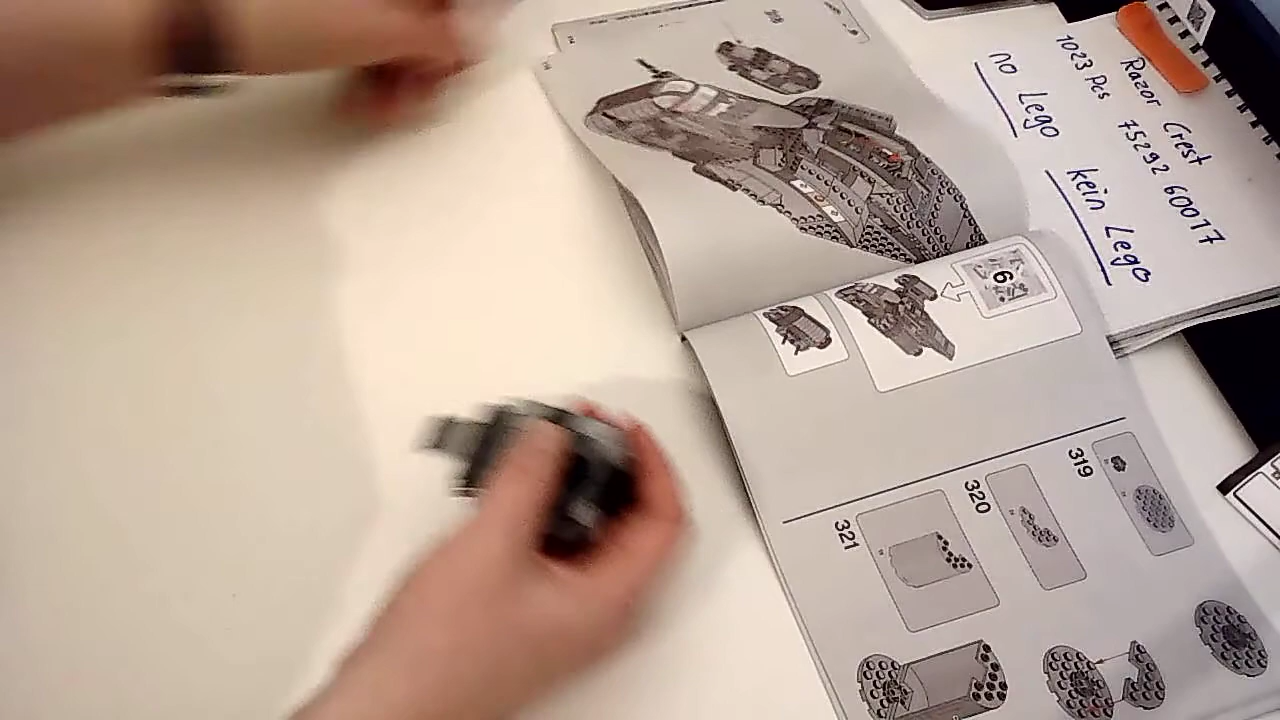 Razor Crest
75292 60017
1023 Pcs
no Lego
kein Lego
6
319
320
321